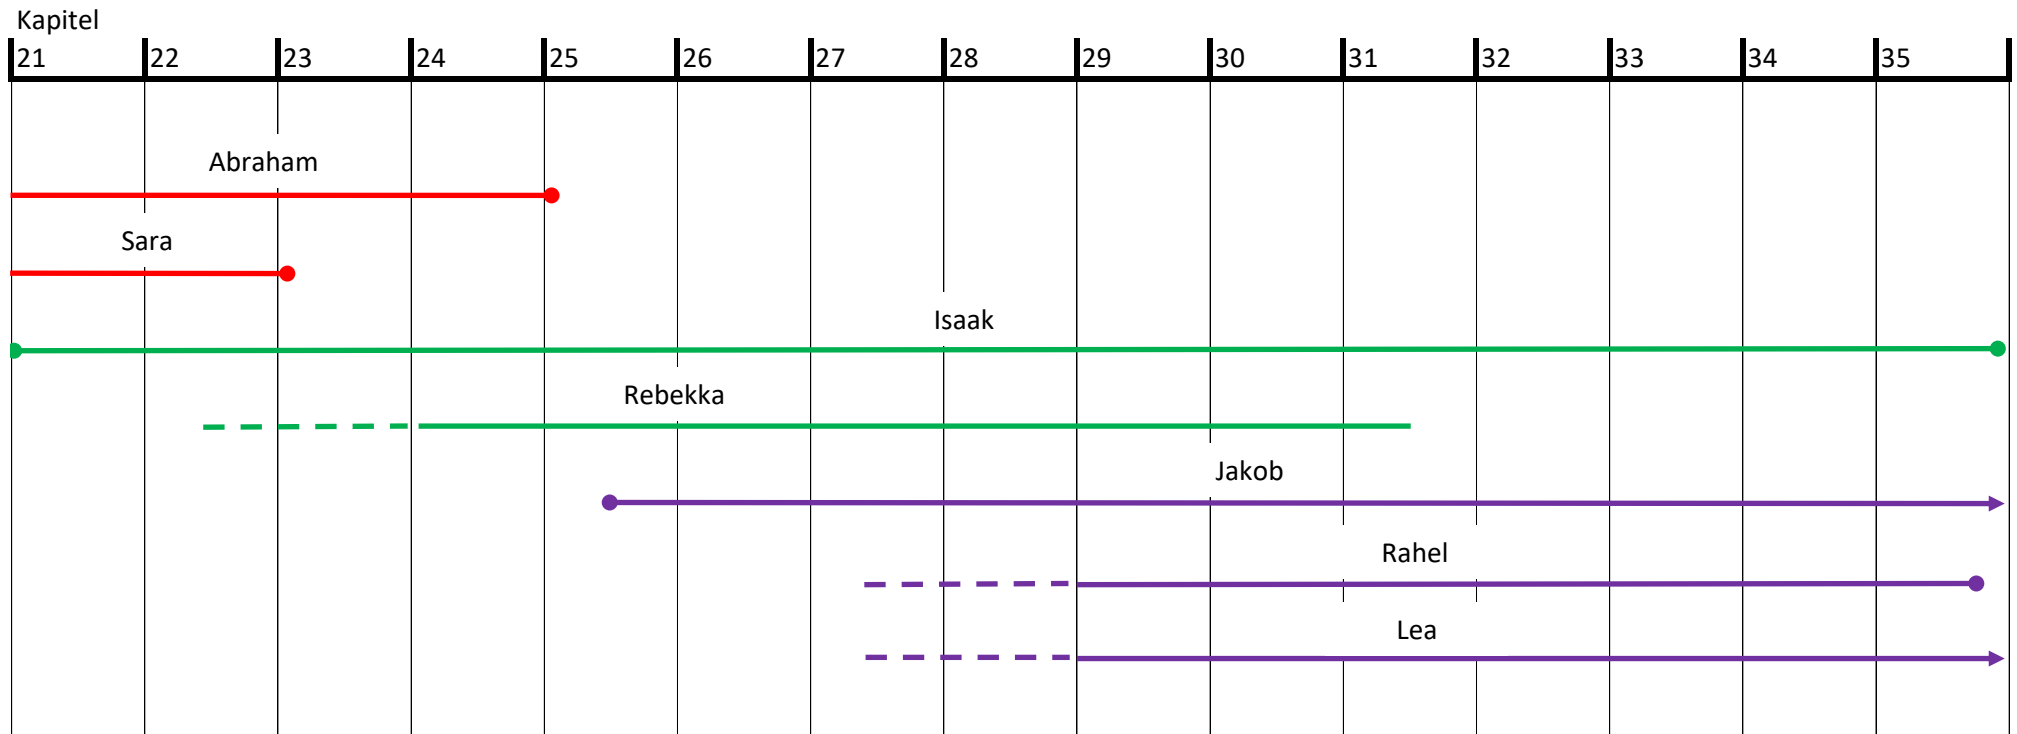 Kapitel
21 22 23 24 25 26 27 28 29 30 31 32 33 34 35
Abraham
Sara
Isaak
Rebekka
Jakob
Rahel
Lea